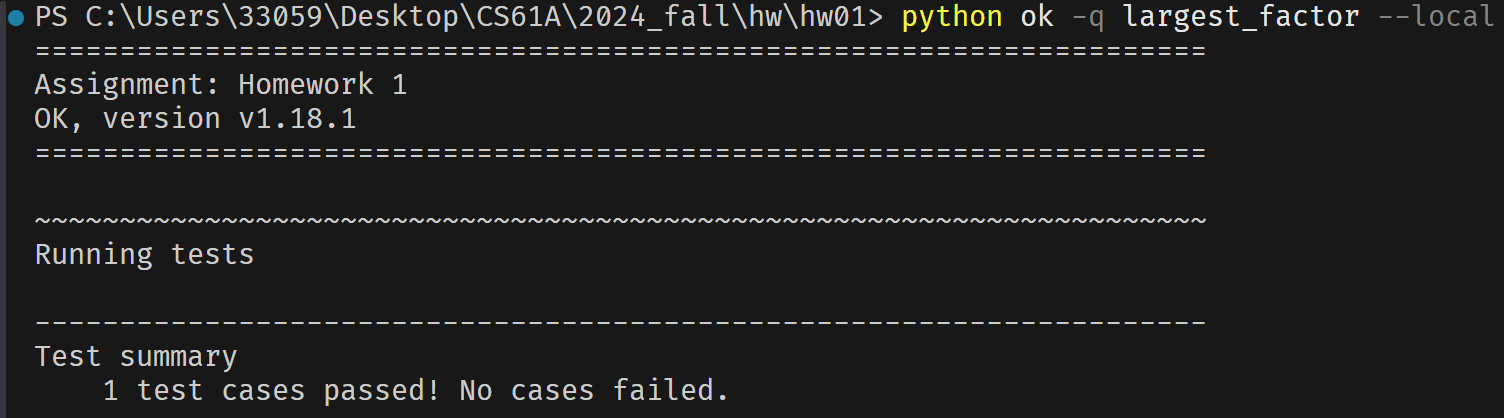 PS C:\Users\33059\Desktop\CS61A\2024_fall\hw\hw01> python ok -q largest_factor --local
=====================================================================
Assignment: Homework 1
OK, version v1.18.1
=====================================================================
~~~~~~~~~~~~~~~~~~~~~~~~~~~~~~~~~~~~~~~~~~~~~~~~~~~~~~~~~~~~~~~~~~~~~
Running tests
---------------------------------------------------------------------
Test summary
    1 test cases passed! No cases failed.